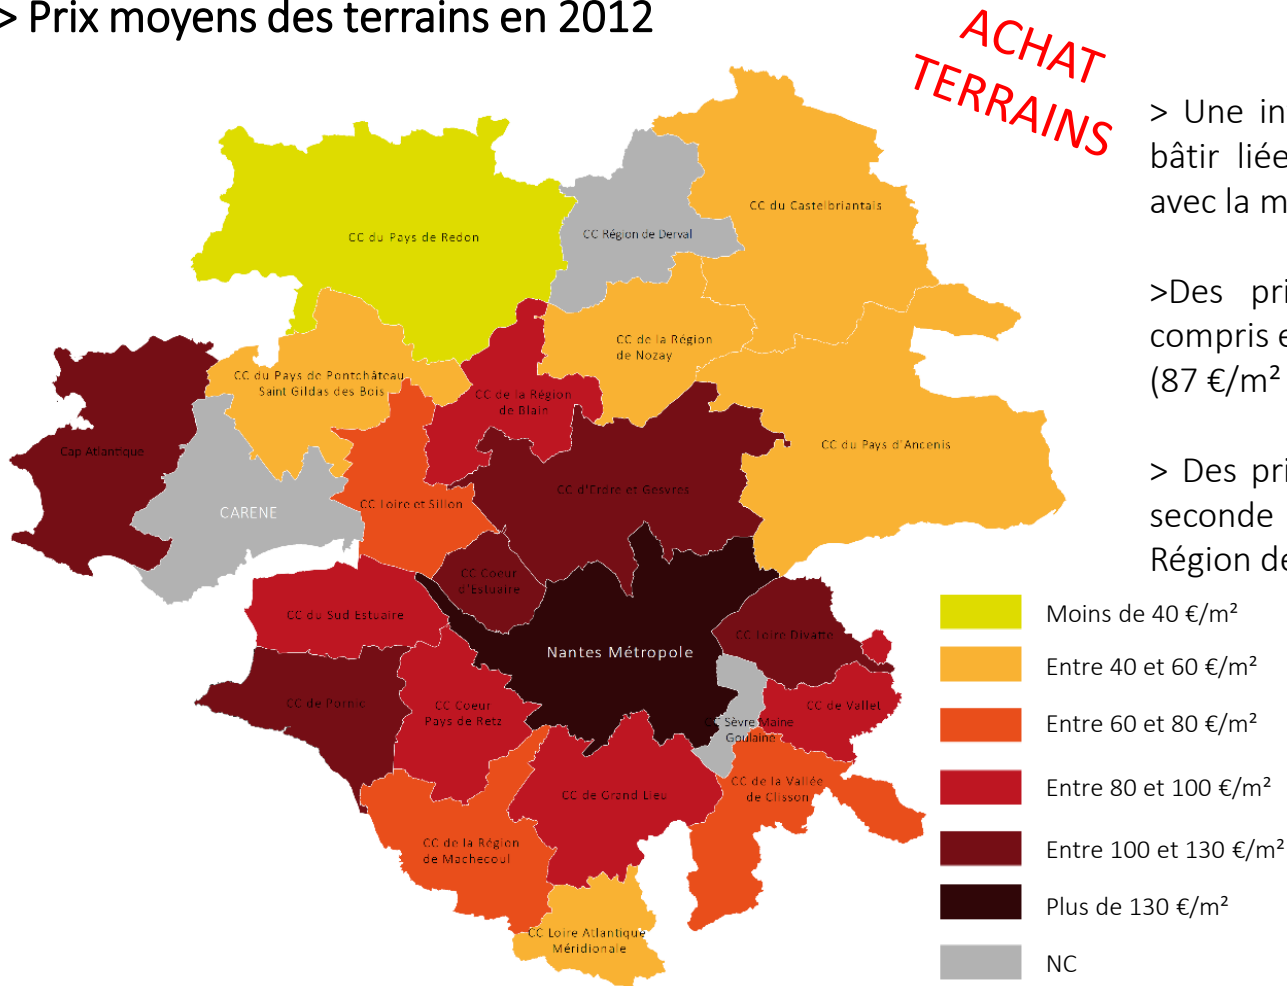 > Prix moyens des terrains en 2012
ACHAT
TERRAINS
> Une in
bâtir liée
avec la m
>Des pri
compris e
(87 €/m²
> Des pri
seconde
Région de
CC du Castelbriantais
CC Région de Derval
CC du Pays de Redon
CC de la Région
de Nozay
CC du Pays de Pontchâteau
Saint Gildas des Bois
CC de la Région
de Blain
Cap Atlantique
CC du Pays d'Ancenis
CC d'Erdre et Gesvres
CC Loire et Sillon
CARENE
CC Coeur
d'Estuaire
CC du Sud Estuaire
CC Loire Divatte
Nantes Métropole
CC de Pornic
CC Coeur
Pays de Retz
CC de Vallet
CC Sèvre Maine
Goulaine
CC de la Vallée
de Clisson
CC de Grand Lieu
CC de la Région
de Machecoul
CC Loire Atlantique
Méridionale
Moins de 40 €/m²
Entre 40 et 60 €/m²
Entre 60 et 80 €/m²
Entre 80 et 100 €/m²
Entre 100 et 130 €/m²
Plus de 130 €/m²
NC